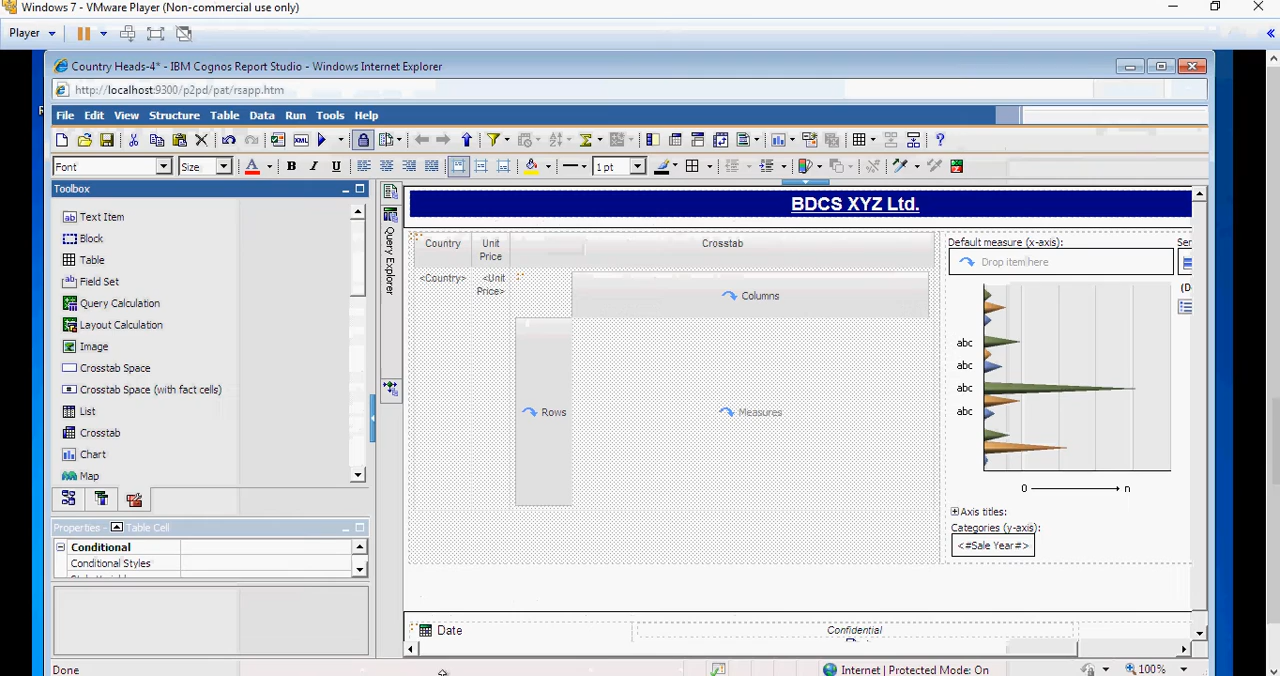 Windows 7 - VMware Player (Non-commercial use only)
Player
Country Heads-4* - IBM Cognos Report Studio - Windows Internet Explorer
http://localhost:9300/p2pd/pat/rsapp.htm
File Edit View Structure Table Data Run Tools Help
Font Size A B I U 1 pt
Toolbox
Text Item
Block
Table
Field Set
Query Calculation
Layout Calculation
Image
Crosstab Space
Crosstab Space (with fact cells)
List
Crosstab
Chart
Map
Properties - Table Cell
Conditional
Conditional Styles
Query Explorer
BDCS XYZ Ltd.
Country Unit Price Crosstab
<Country> <Unit Price>
Columns
Rows
Measures
Default measure (x-axis):
Drop item here
Ser
(D
abc
abc
abc
abc
0 n
Axis titles:
Categories (y-axis):
<#Sale Year#>
Date
Confidential
Done
Internet | Protected Mode: On
100%